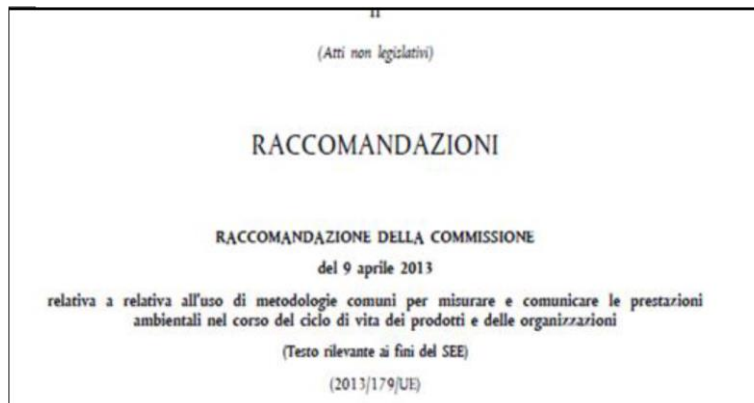 II
(Atti non legislativi)
RACCOMANDAZIONI
RACCOMANDAZIONE DELLA COMMISSIONE
del 9 aprile 2013
relativa a relativa all'uso di metodologie comuni per misurare e comunicare le prestazioni
ambientali nel corso del ciclo di vita dei prodotti e delle organizzazioni
(Testo rilevante ai fini del SEE)
(2013/179/UE)